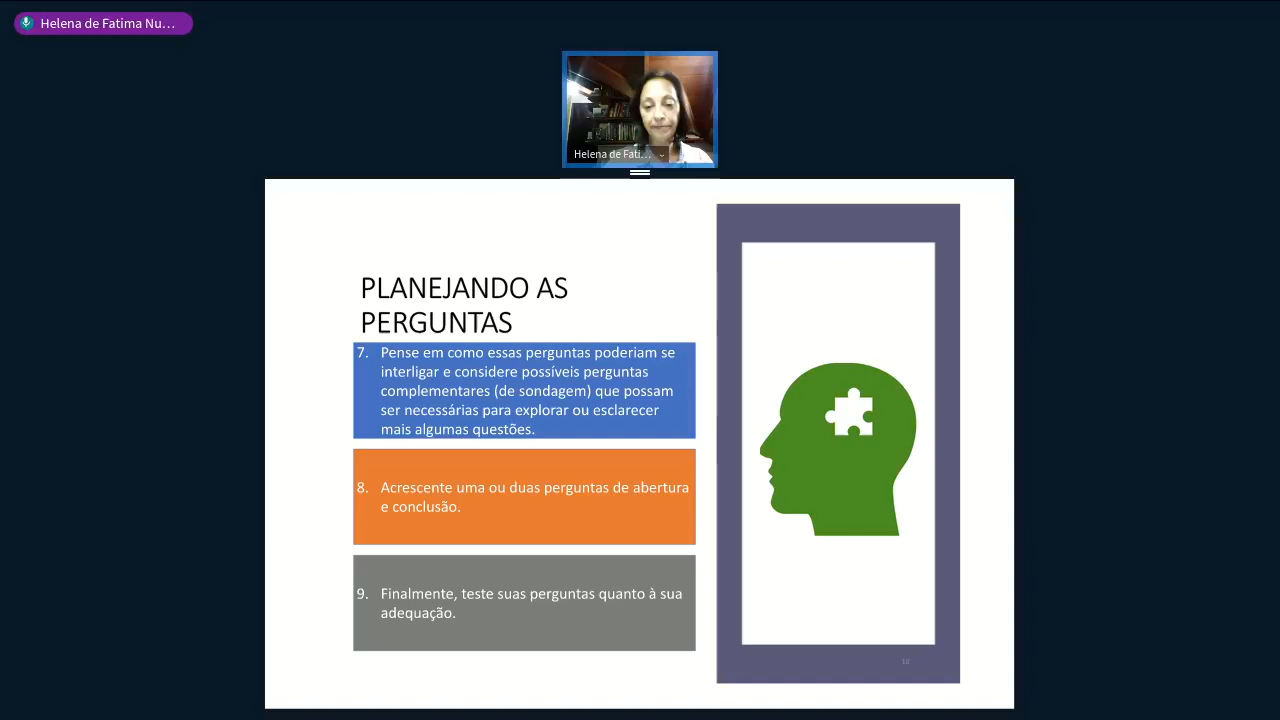 Helena de Fatima Nu...
Helena de Fati...
PLANEJANDO AS
PERGUNTAS
7. Pense em como essas perguntas poderiam se
interligar e considere possíveis perguntas
complementares (de sondagem) que possam
ser necessárias para explorar ou esclarecer
mais algumas questões.
8. Acrescente uma ou duas perguntas de abertura
e conclusão.
9. Finalmente, teste suas perguntas quanto à sua
adequação.
18